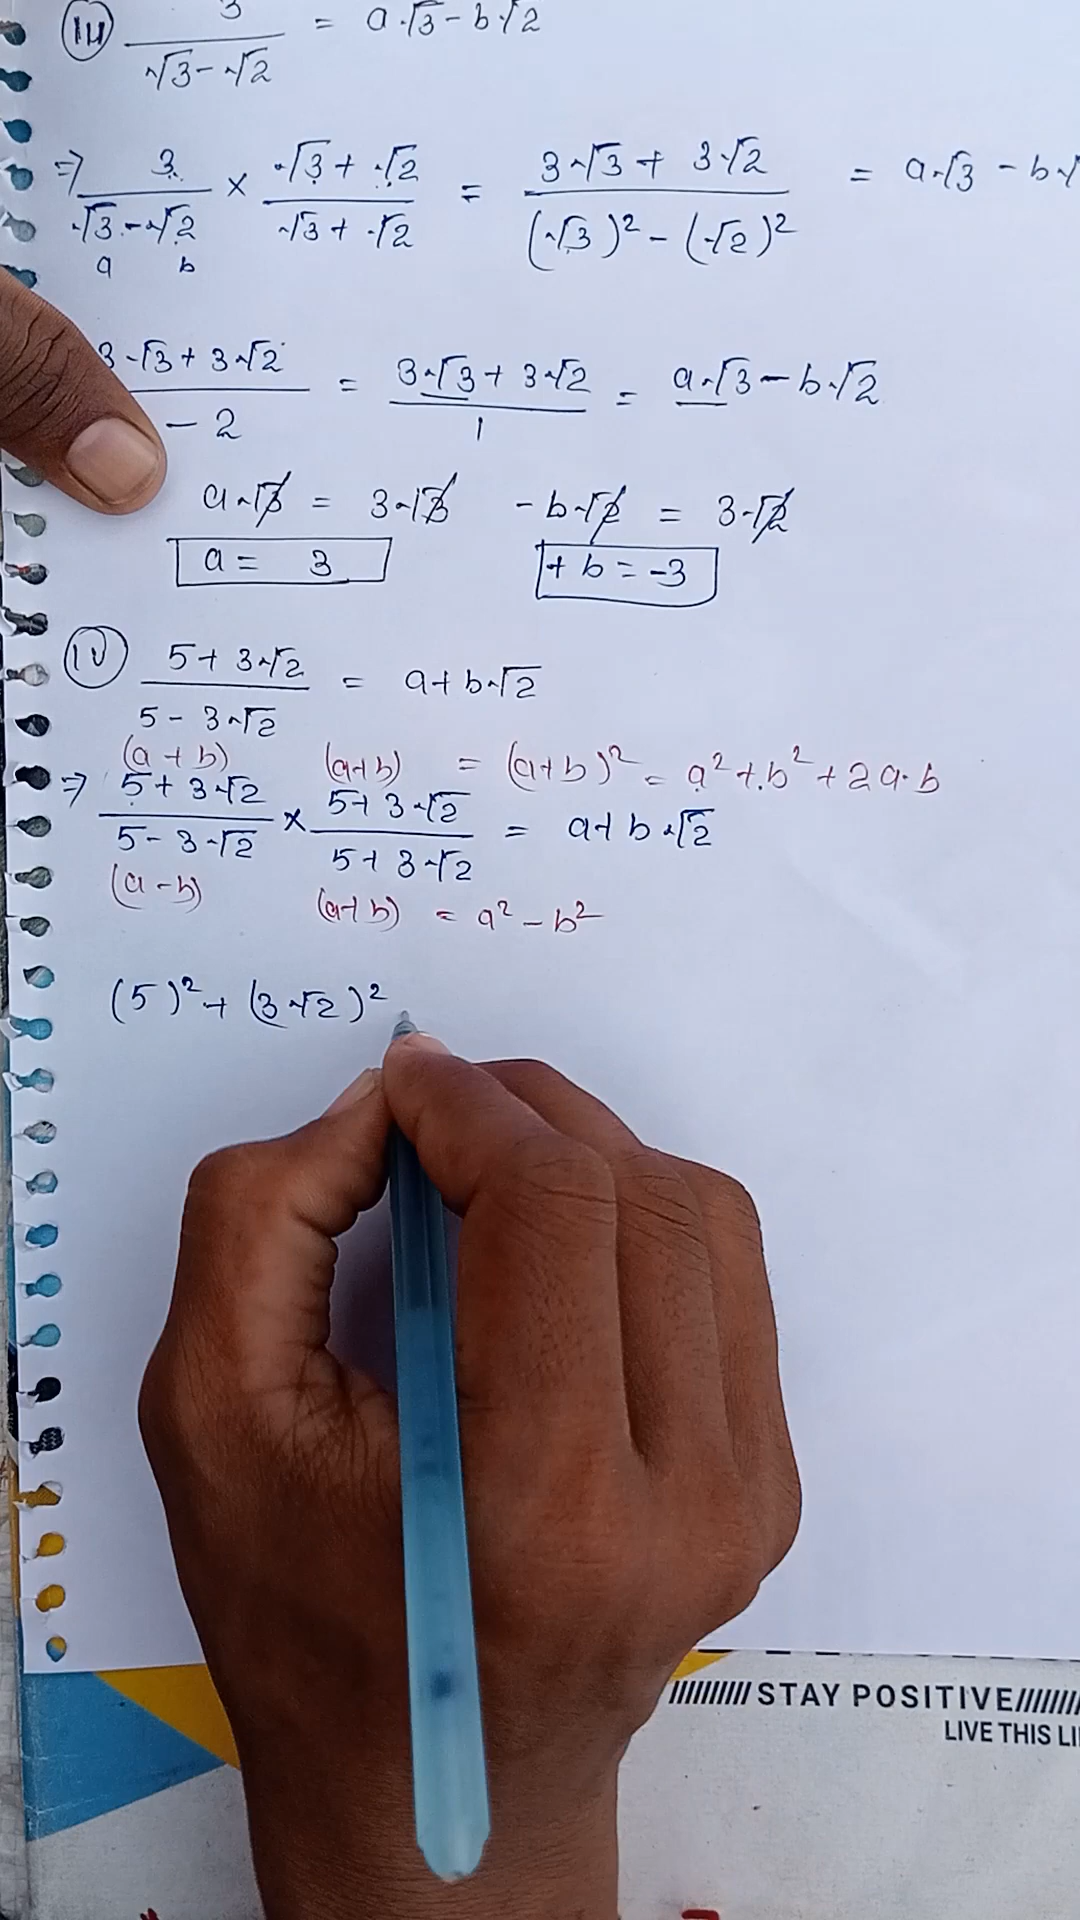 (iii) 3/(√3-√2) = a√3 - b√2
⇒ 3/(√3-√2) × (√3+√2)/(√3+√2) = (3√3 + 3√2)/((√3)² - (√2)²) = a√3 - b√
a b
3√3 + 3√2/- 2 = (3√3 + 3√2)/1 = a√3 - b√2
a√3 = 3√3 -b√2 = 3√2
a = 3 + b = -3
(iv) (5+3√2)/(5-3√2) = a+b√2
(a+b) (a+b) = (a+b)² = a²+b²+2a·b
⇒ (5+3√2)/(5-3√2) × (5+3√2)/(5+3√2) = a+b√2
(a-b) (a+b) = a²-b²
(5)²+(3√2)²
STAY POSITIVE
LIVE THIS